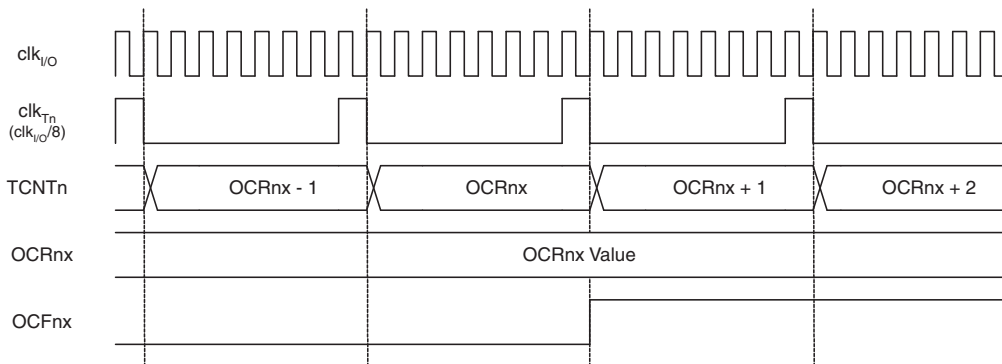 clkI/O
clkTn
(clkI/O/8)
TCNTn
OCRnx - 1
OCRnx
OCRnx + 1
OCRnx + 2
OCRnx
OCRnx Value
OCFnx